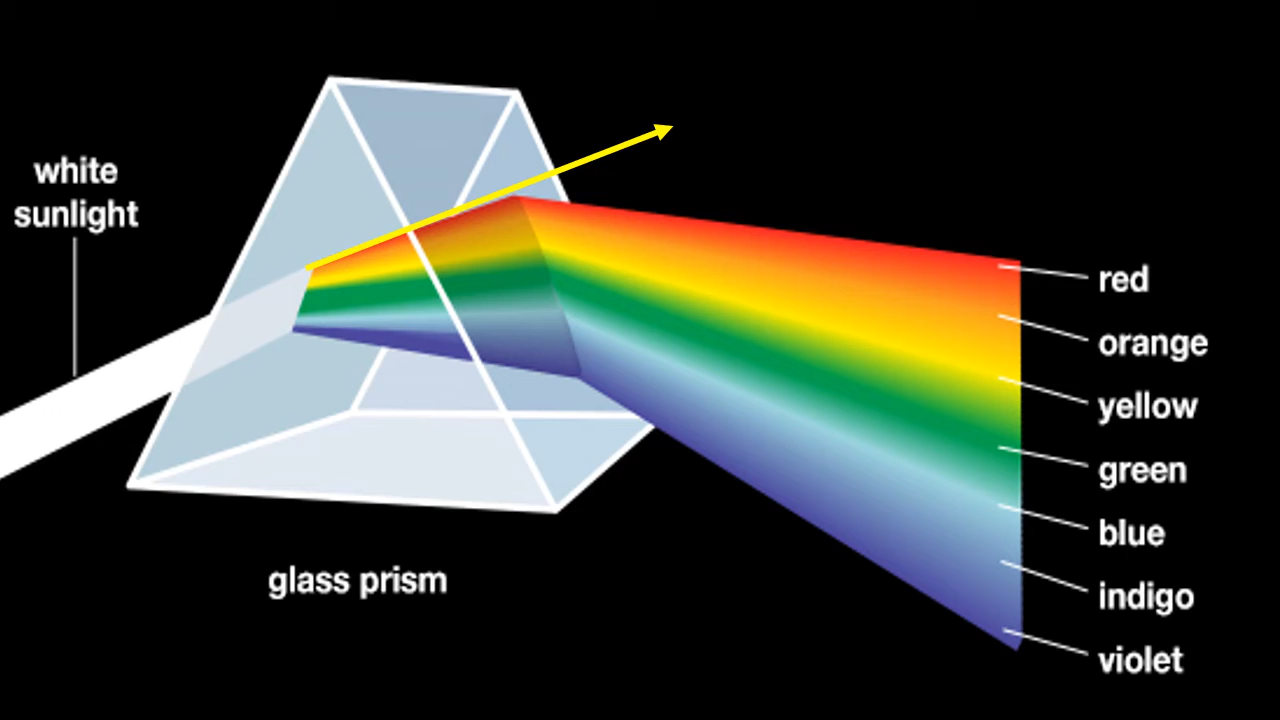 white
sunlight
glass prism
red
orange
yellow
green
blue
indigo
violet